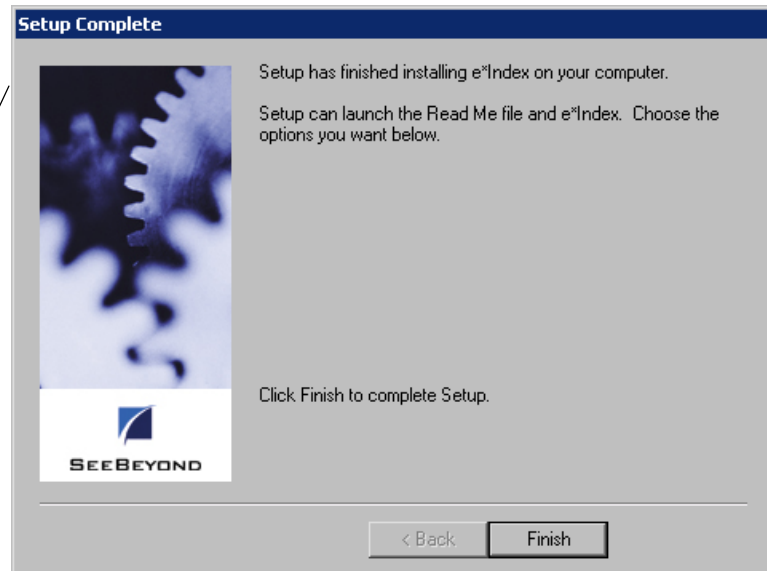 Setup Complete
Setup has finished installing e*Index on your computer.
Setup can launch the Read Me file and e*Index. Choose the
options you want below.
Click Finish to complete Setup.
SEEBEYOND
< Back
Finish